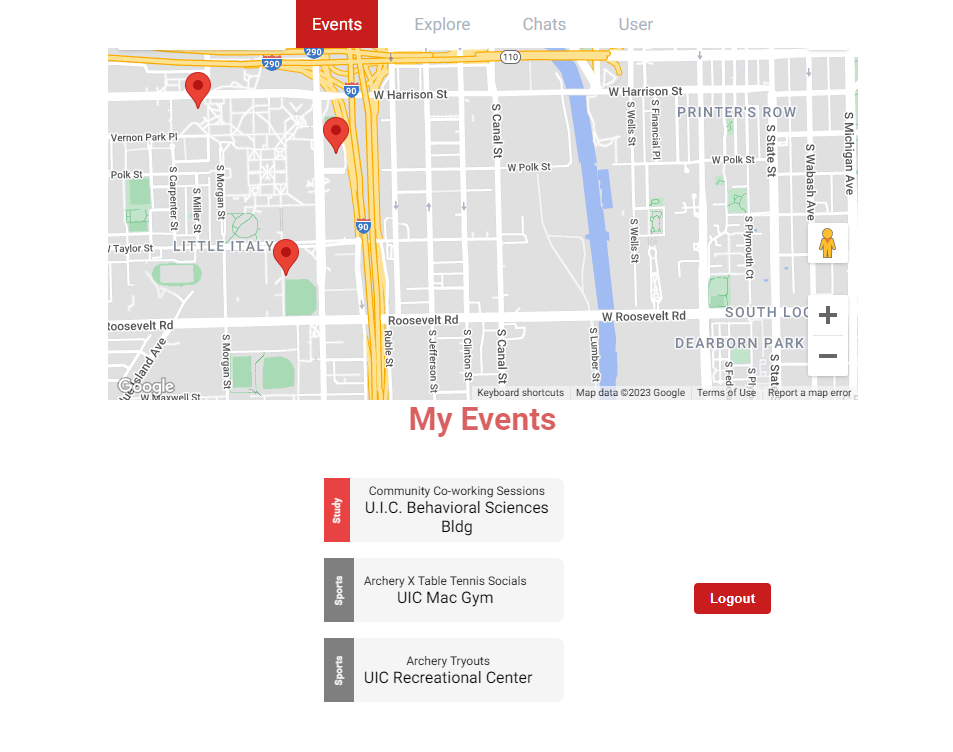 Events
Explore
Chats
User
290
290
110
90
W Harrison St
W Harrison St
PRINTER'S ROW
S Canal St
S Wells St
S Financial Pl
S State St
S Michigan Ave
S Wabash Ave
Vernon Park Pl
W Polk St
W Polk St
Polk St
S Carpenter St
S Miller St
S Morgan St
90
S Wells St
S Plymouth Ct
Taylor St
LITTLE ITALY
Roosevelt Rd
Roosevelt Rd
W Roosevelt Rd
SOUTH LOO
DEARBORN PARK
S Morgan St
Ruble St
S Jefferson St
S Clinton St
S Canal St
S Lumber St
S Fed
S Pl
S Stat
ue Island Ave
Google
W Maxwell St
Keyboard shortcuts
Map data ©2023 Google
Terms of Use
Report a map error
My Events
Study
Community Co-working Sessions
U.I.C. Behavioral Sciences
Bldg
Sports
Archery X Table Tennis Socials
UIC Mac Gym
Logout
Sports
Archery Tryouts
UIC Recreational Center